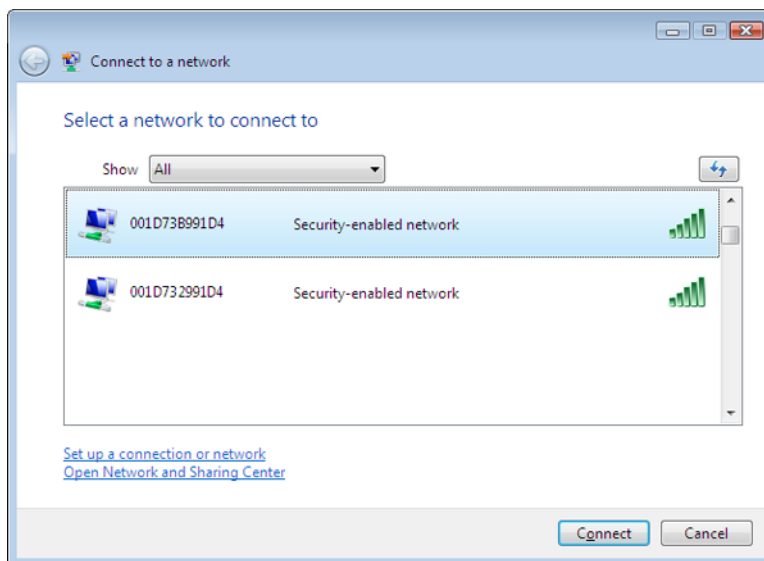 Connect to a network
Select a network to connect to
Show All
001D73B991D4 Security-enabled network
001D732991D4 Security-enabled network
Set up a connection or network
Open Network and Sharing Center
Connect Cancel